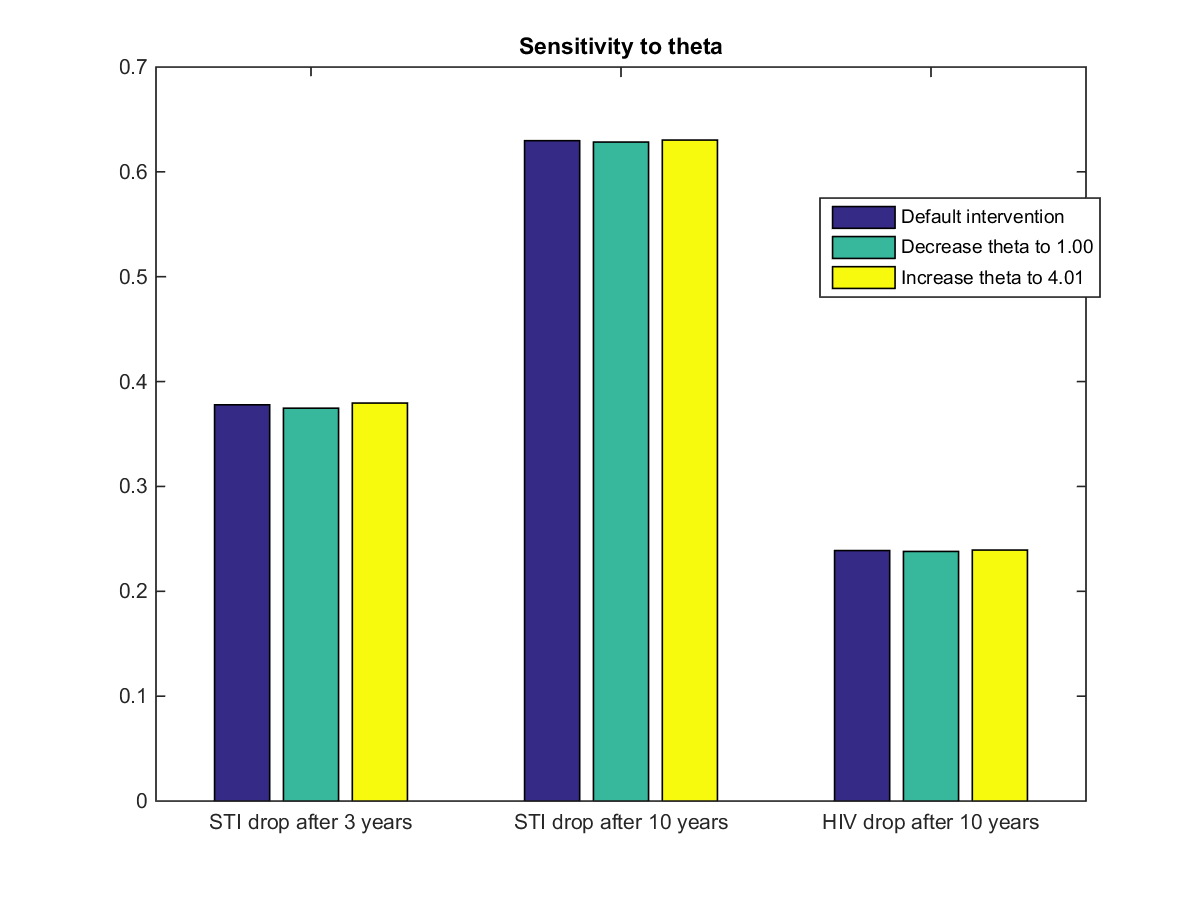 Sensitivity to theta
0.7
0.6
0.5
0.4
0.3
0.2
0.1
0
Default intervention
Decrease theta to 1.00
Increase theta to 4.01
STI drop after 3 years
STI drop after 10 years
HIV drop after 10 years